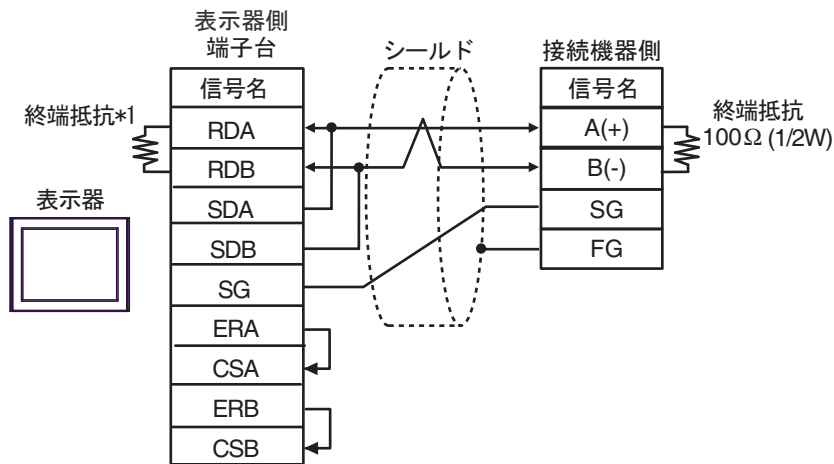 表示器側
端子台
シールド
接続機器側
信号名
信号名
終端抵抗*1
RDA
A(+)
終端抵抗
100Ω (1/2W)
RDB
B(-)
表示器
SDA
SG
SDB
FG
SG
ERA
CSA
ERB
CSB